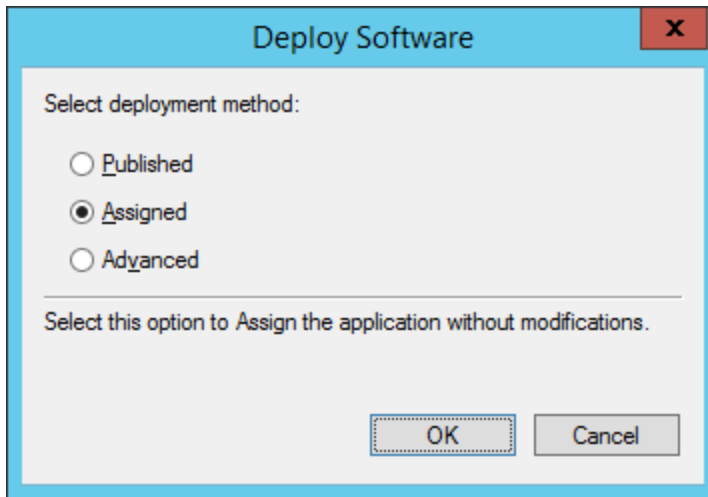 Deploy Software
x
Select deployment method:
Published
Assigned
Advanced
Select this option to Assign the application without modifications.
OK
Cancel